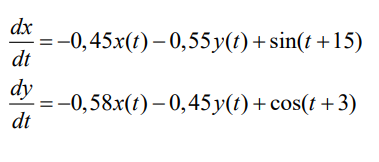 dx/dt = −0,45x(t) − 0,55y(t) + sin(t + 15)
dy/dt = −0,58x(t) − 0,45y(t) + cos(t + 3)